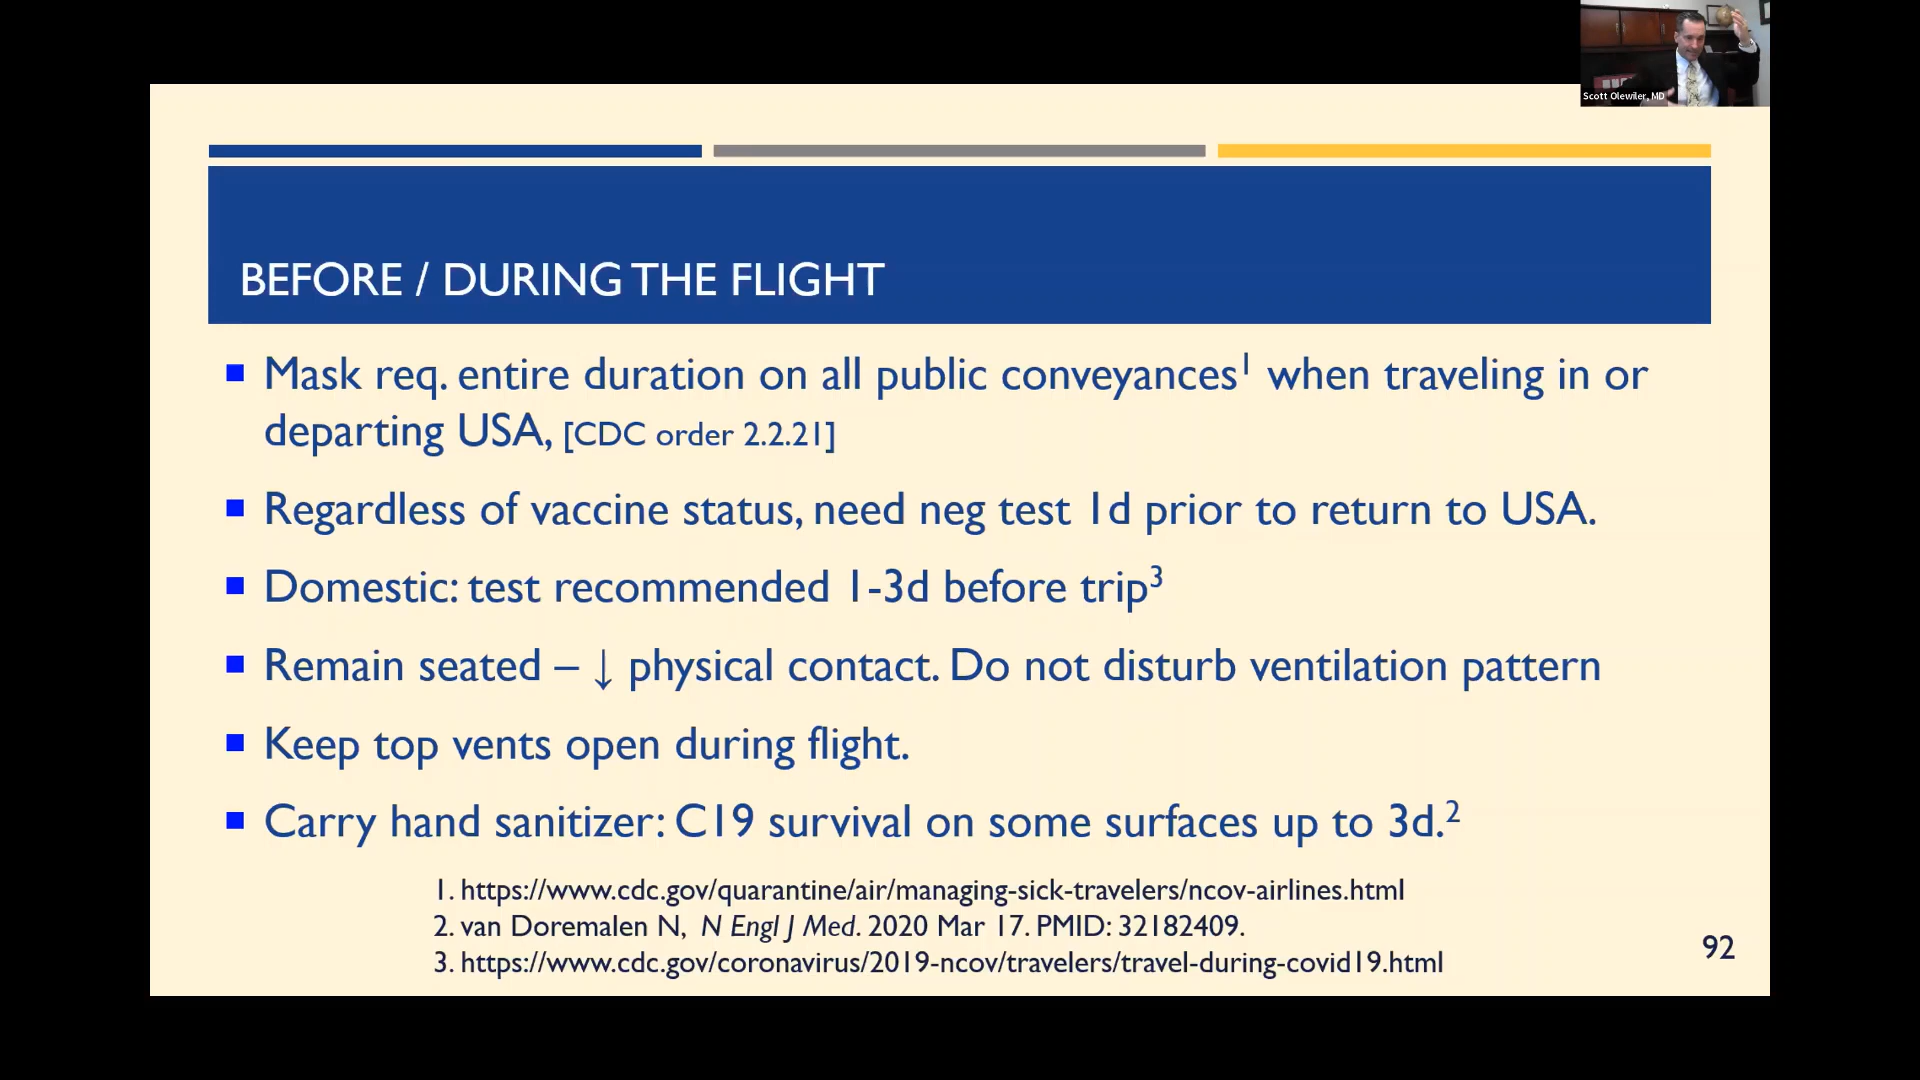 Scott Olewiler, MD
BEFORE / DURING THE FLIGHT
Mask req. entire duration on all public conveyances¹ when traveling in or
departing USA, [CDC order 2.2.21]
Regardless of vaccine status, need neg test 1d prior to return to USA.
Domestic: test recommended 1-3d before trip³
Remain seated – ↓ physical contact. Do not disturb ventilation pattern
Keep top vents open during flight.
Carry hand sanitizer: C19 survival on some surfaces up to 3d.²
1. https://www.cdc.gov/quarantine/air/managing-sick-travelers/ncov-airlines.html
2. van Doremalen N, N Engl J Med. 2020 Mar 17. PMID: 32182409.
3. https://www.cdc.gov/coronavirus/2019-ncov/travelers/travel-during-covid19.html
92